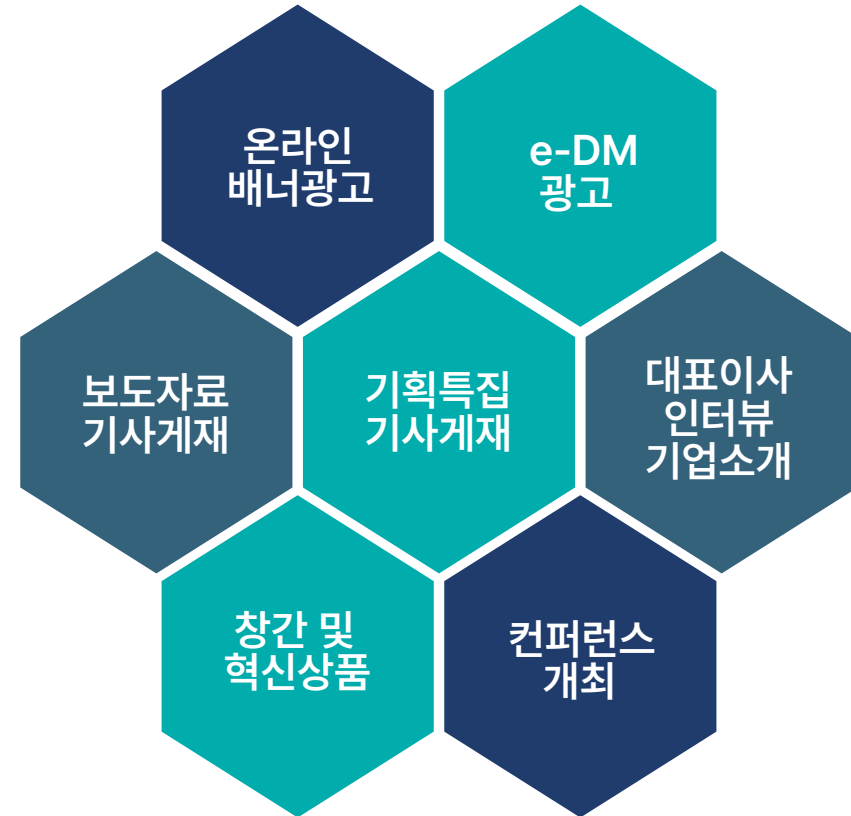 온라인
배너광고
e-DM
광고
보도자료
기사게재
기획특집
기사게재
대표이사
인터뷰
기업소개
창간 및
혁신상품
컨퍼런스
개최